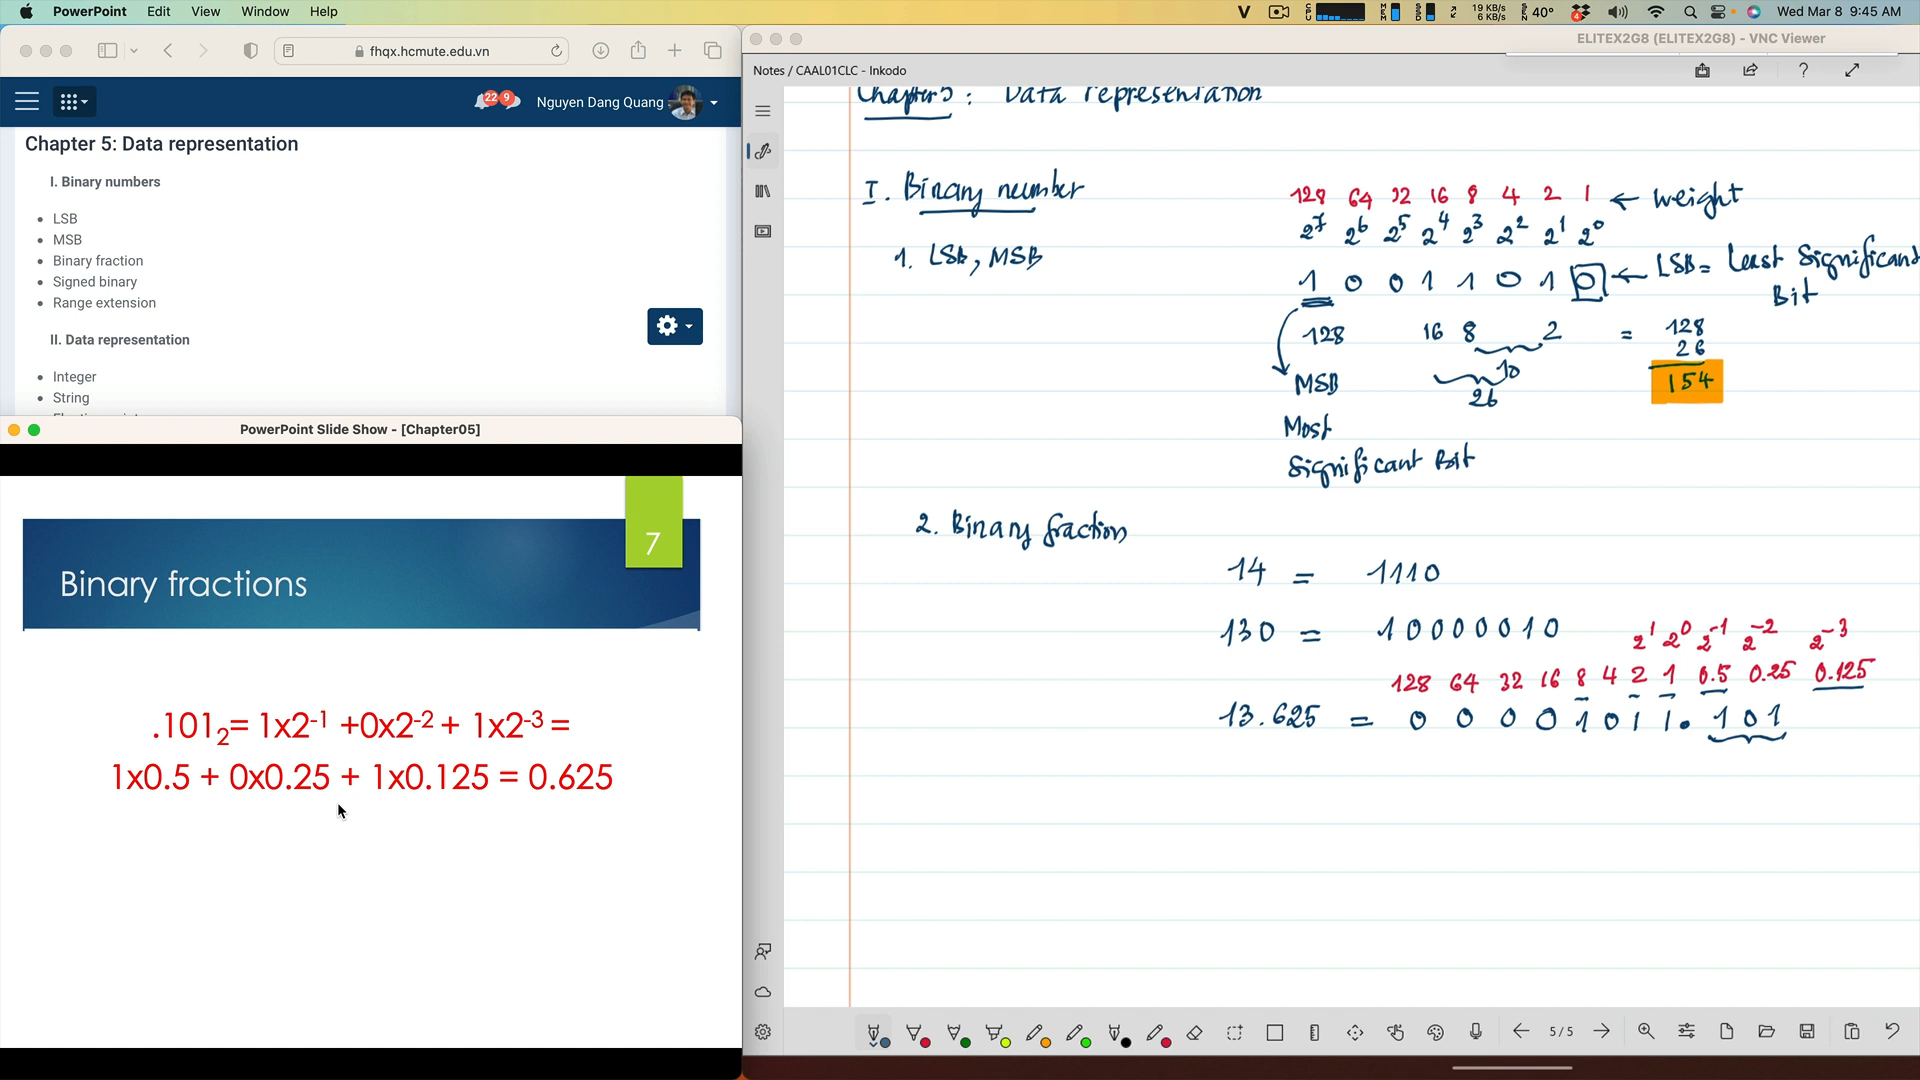 PowerPoint Edit View Window Help
19 KB/s
6 KB/s
40°
Wed Mar 8 9:45 AM
fhqx.hcmute.edu.vn
22 9 Nguyen Dang Quang
Chapter 5: Data representation
I. Binary numbers
LSB
MSB
Binary fraction
Signed binary
Range extension
II. Data representation
Integer
String
PowerPoint Slide Show - [Chapter05]
7
Binary fractions
.101₂= 1x2⁻¹ +0x2⁻² + 1x2⁻³ =
1x0.5 + 0x0.25 + 1x0.125 = 0.625
ELITEX2G8 (ELITEX2G8) - VNC Viewer
Notes / CAAL01CLC - Inkodo
Chapter 5 : Data representation
I. Binary number
128 64 32 16 8 4 2 1 ← Weight
2⁷ 2⁶ 2⁵ 2⁴ 2³ 2² 2¹ 2⁰
1. LSB, MSB
1 0 0 1 1 0 1 0 ← LSB = Least Significant
Bit
128 16 8 2 = 128
26
10
154
MSB
26
Most
Significant Bit
2. Binary fraction
14 = 1110
130 = 10000010
2¹ 2⁰ 2⁻¹ 2⁻² 2⁻³
128 64 32 16 8 4 2 1 0.5 0.25 0.125
13.625 = 0 0 0 0 1 0 1 1 . 1 0 1
5 / 5